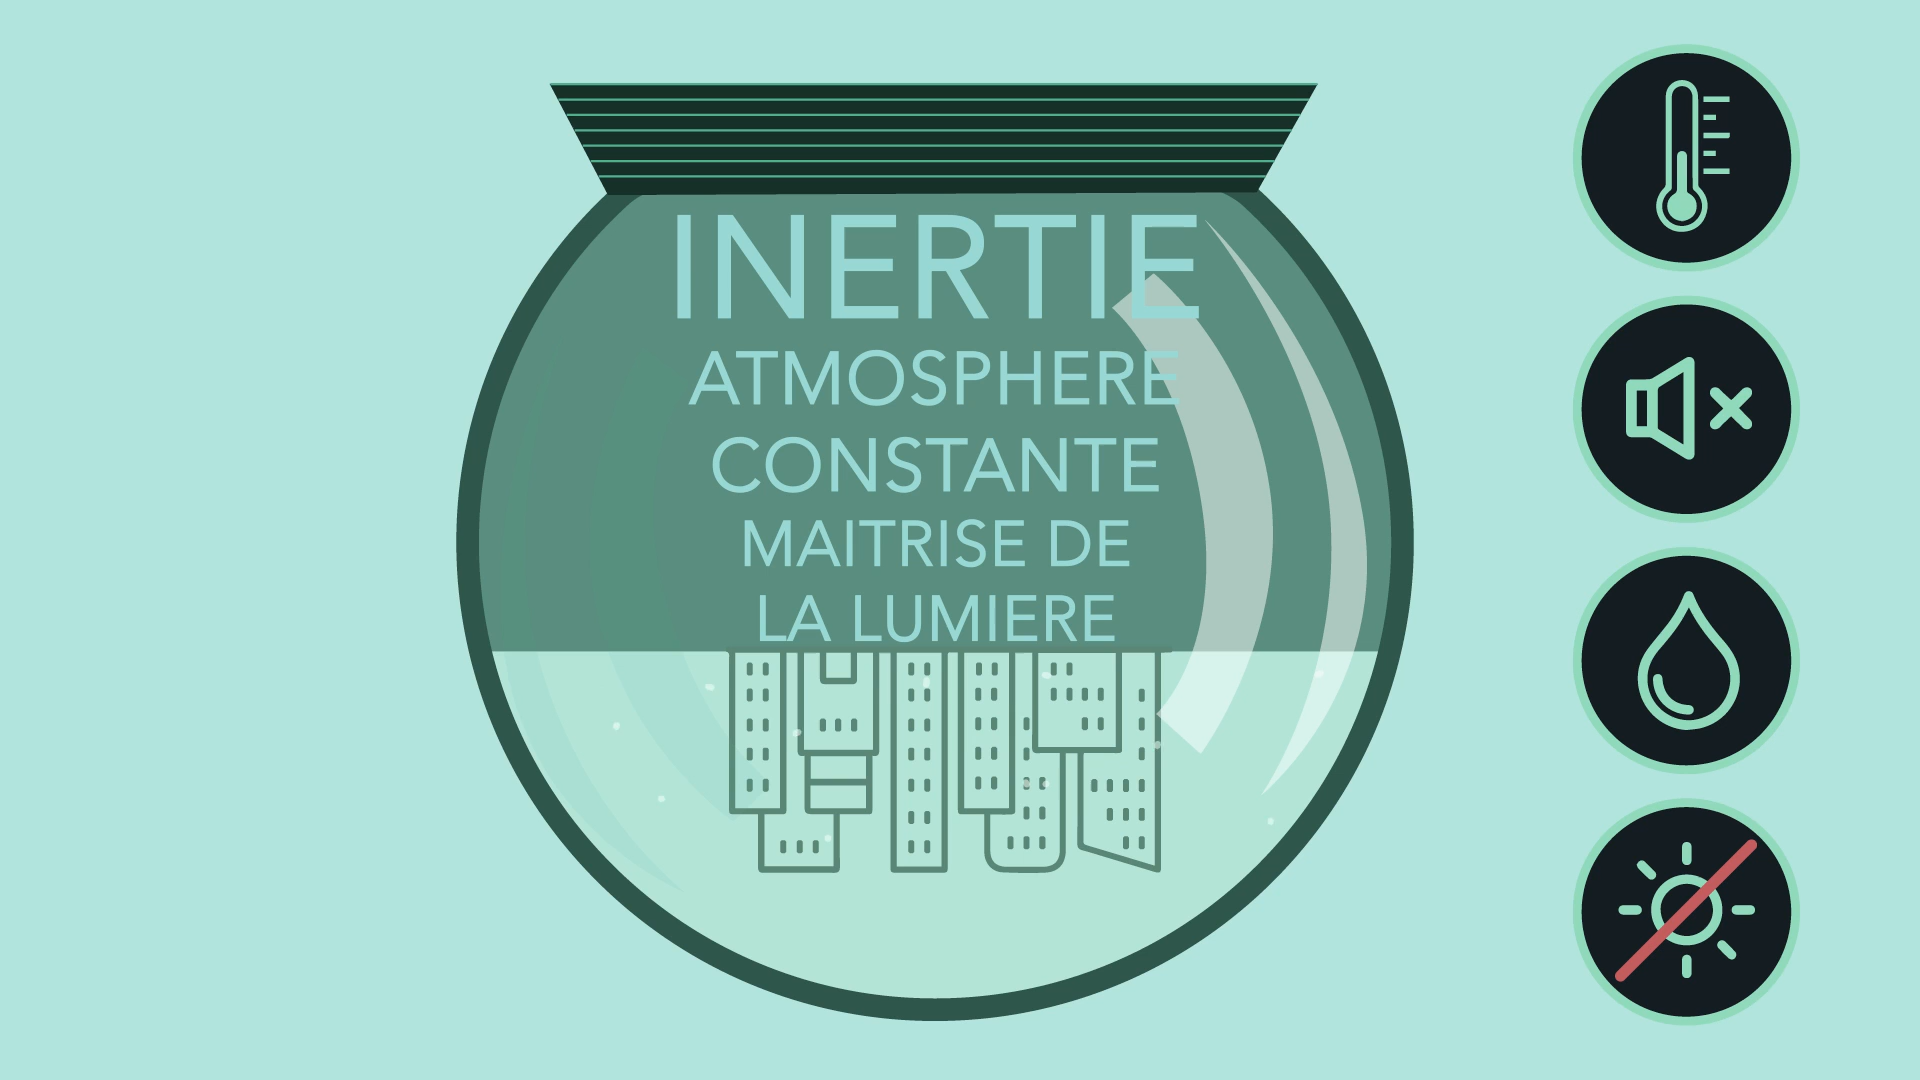 INERTIE
ATMOSPHERE
CONSTANTE
MAITRISE DE
LA LUMIERE